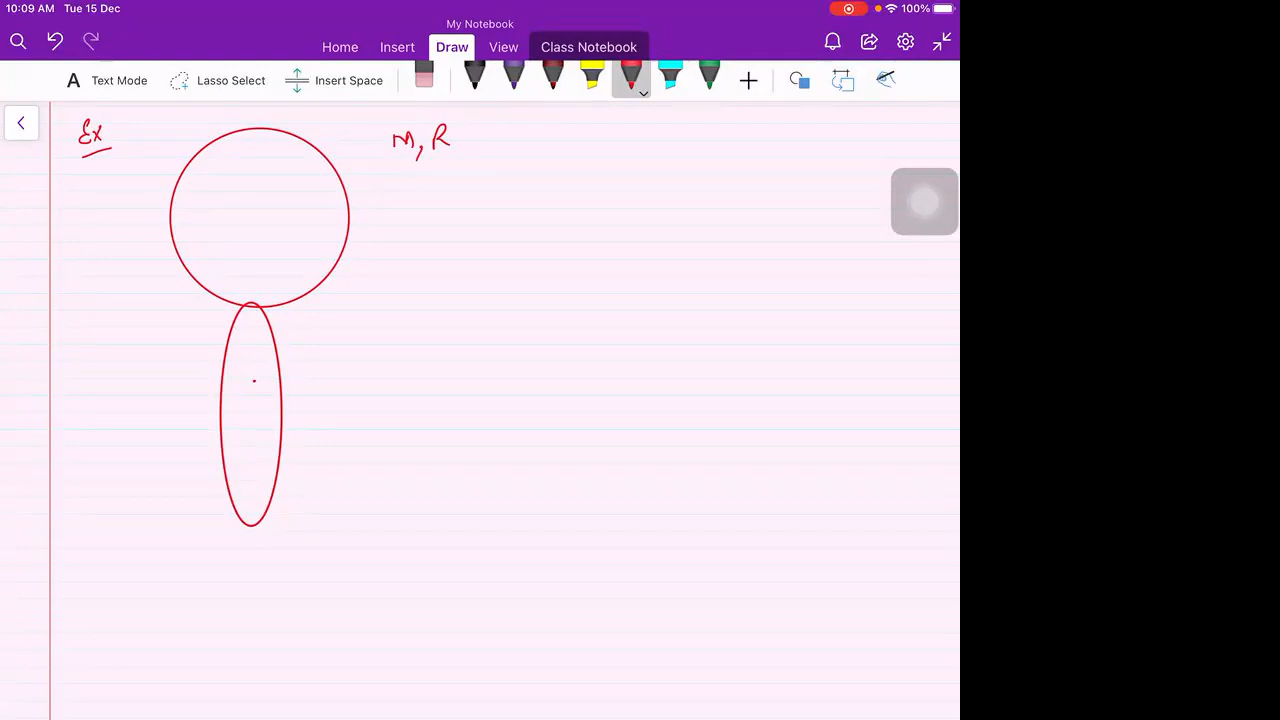 10:09 AM Tue 15 Dec
100%
My Notebook
Home Insert Draw View Class Notebook
A Text Mode Lasso Select Insert Space
Ex
M, R